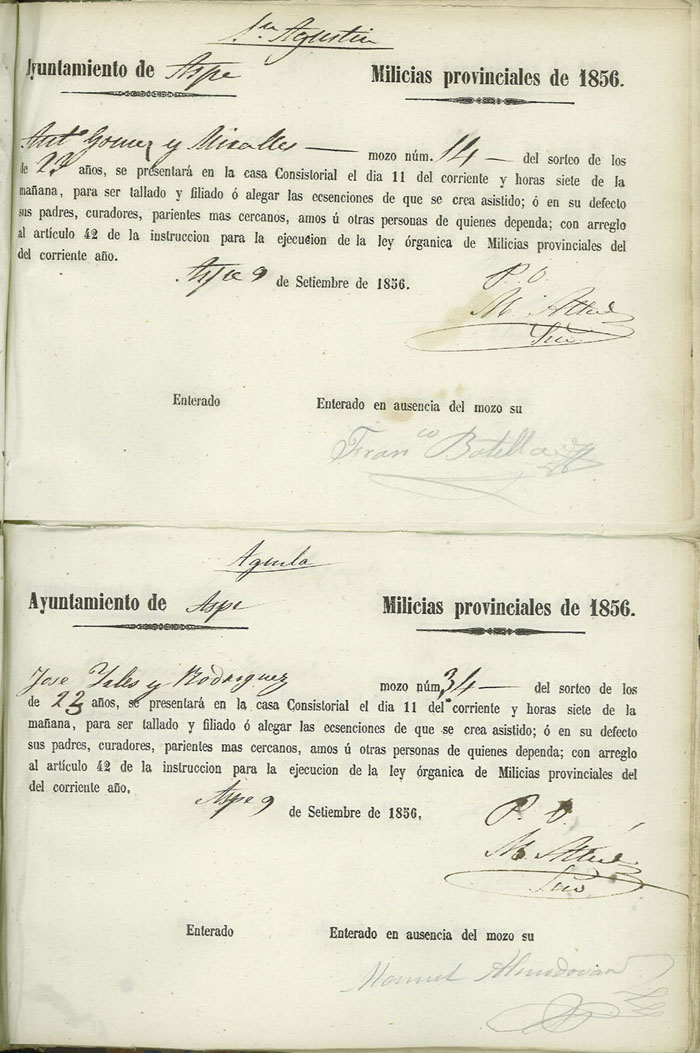 Sn. Agustin
Ayuntamiento de Aspe Milicias provinciales de 1856.
Antº Gomez y Miralles — mozo núm. 14 — del sorteo de los
de 23 años, se presentará en la casa Consistorial el dia 11 del corriente y horas siete de la
mañana, para ser tallado y filiado ó alegar las ecsenciones de que se crea asistido; ó en su defecto
sus padres, curadores, parientes mas cercanos, amos ú otras personas de quienes dependa; con arreglo
al artículo 42 de la instruccion para la ejecucion de la ley órganica de Milicias provinciales del
del corriente año.
Aspe 9 de Setiembre de 1856.
P. O.
M.
Srio
Enterado Enterado en ausencia del mozo su
Franco Botella
Aguila
Ayuntamiento de Aspe Milicias provinciales de 1856.
Jose y Rodriguez mozo núm. 34 — del sorteo de los
de 23 años, se presentará en la casa Consistorial el dia 11 del corriente y horas siete de la
mañana, para ser tallado y filiado ó alegar las ecsenciones de que se crea asistido; ó en su defecto
sus padres, curadores, parientes mas cercanos, amos ú otras personas de quienes dependa; con arreglo
al artículo 42 de la instruccion para la ejecucion de la ley órganica de Milicias provinciales del
del corriente año.
Aspe 9 de Setiembre de 1856.
P. O.
M.
Srio
Enterado Enterado en ausencia del mozo su
Manuel Almodovar